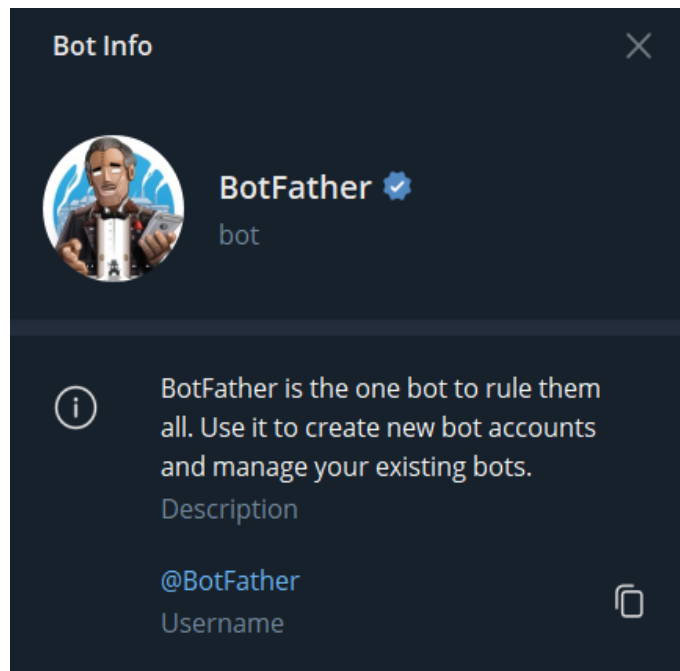 Bot Info
BotFather
bot
BotFather is the one bot to rule them
all. Use it to create new bot accounts
and manage your existing bots.
Description
@BotFather
Username